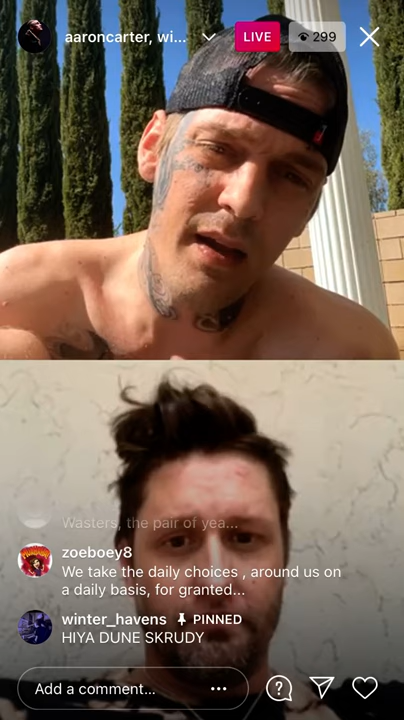 aaroncarter, wi...
LIVE
299
Wasters, the pair of yea...
zoeboey8
We take the daily choices , around us on
a daily basis, for granted...
winter_havens PINNED
HIYA DUNE SKRUDY
Add a comment...